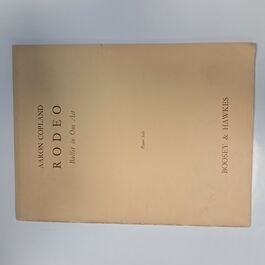 AARON COPLAND
RODEO
Ballet in One Act
Piano Solo
BOOSEY & HAWKES